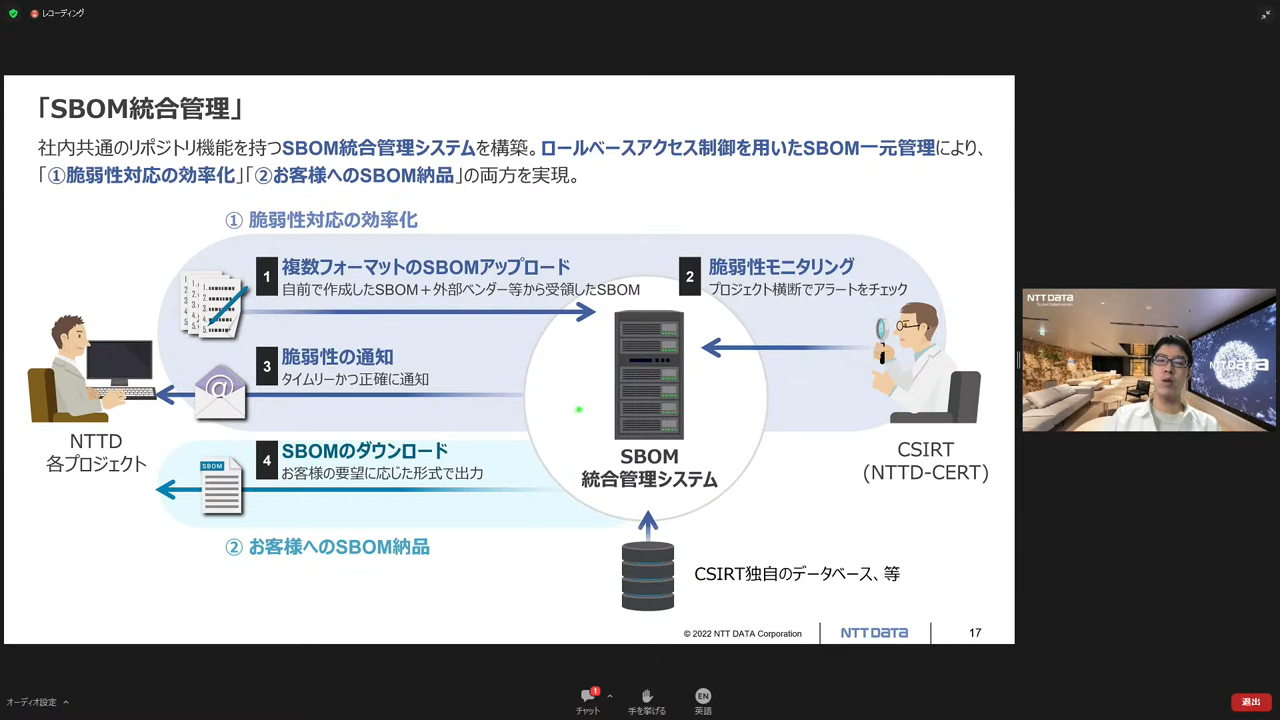 レコーディング
「SBOM統合管理」
社内共通のリポジトリ機能を持つSBOM統合管理システムを構築。ロールベースアクセス制御を用いたSBOM一元管理により、
「①脆弱性対応の効率化」「②お客様へのSBOM納品」の両方を実現。
① 脆弱性対応の効率化
1 複数フォーマットのSBOMアップロード
自前で作成したSBOM＋外部ベンダー等から受領したSBOM
2 脆弱性モニタリング
プロジェクト横断でアラートをチェック
3 脆弱性の通知
タイムリーかつ正確に通知
@
NTTD
各プロジェクト
4 SBOMのダウンロード
お客様の要望に応じた形式で出力
SBOM
SBOM
統合管理システム
CSIRT
(NTTD-CERT)
② お客様へのSBOM納品
CSIRT独自のデータベース、等
© 2022 NTT DATA Corporation
NTT DATA
17
NTT DATA
NTT DATA
オーディオ設定
1
チャット
手を挙げる
EN
英語
退出